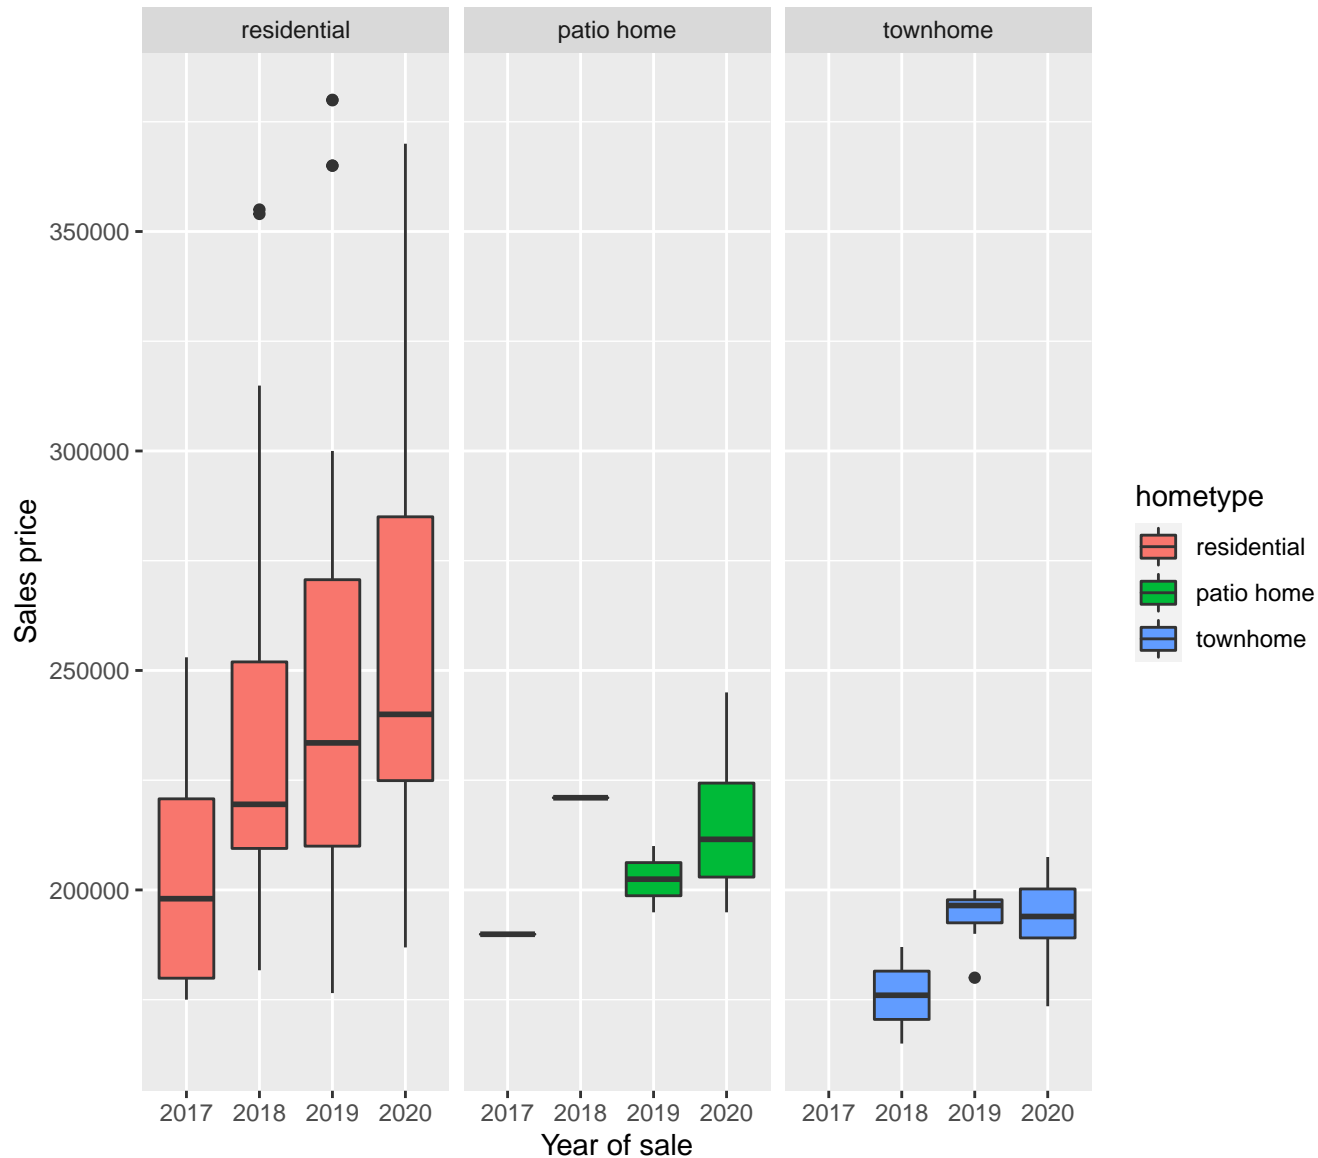 residential patio home townhome
350000
300000
250000
200000
Sales price
2017 2018 2019 2020 2017 2018 2019 2020 2017 2018 2019 2020
Year of sale
hometype
residential
patio home
townhome